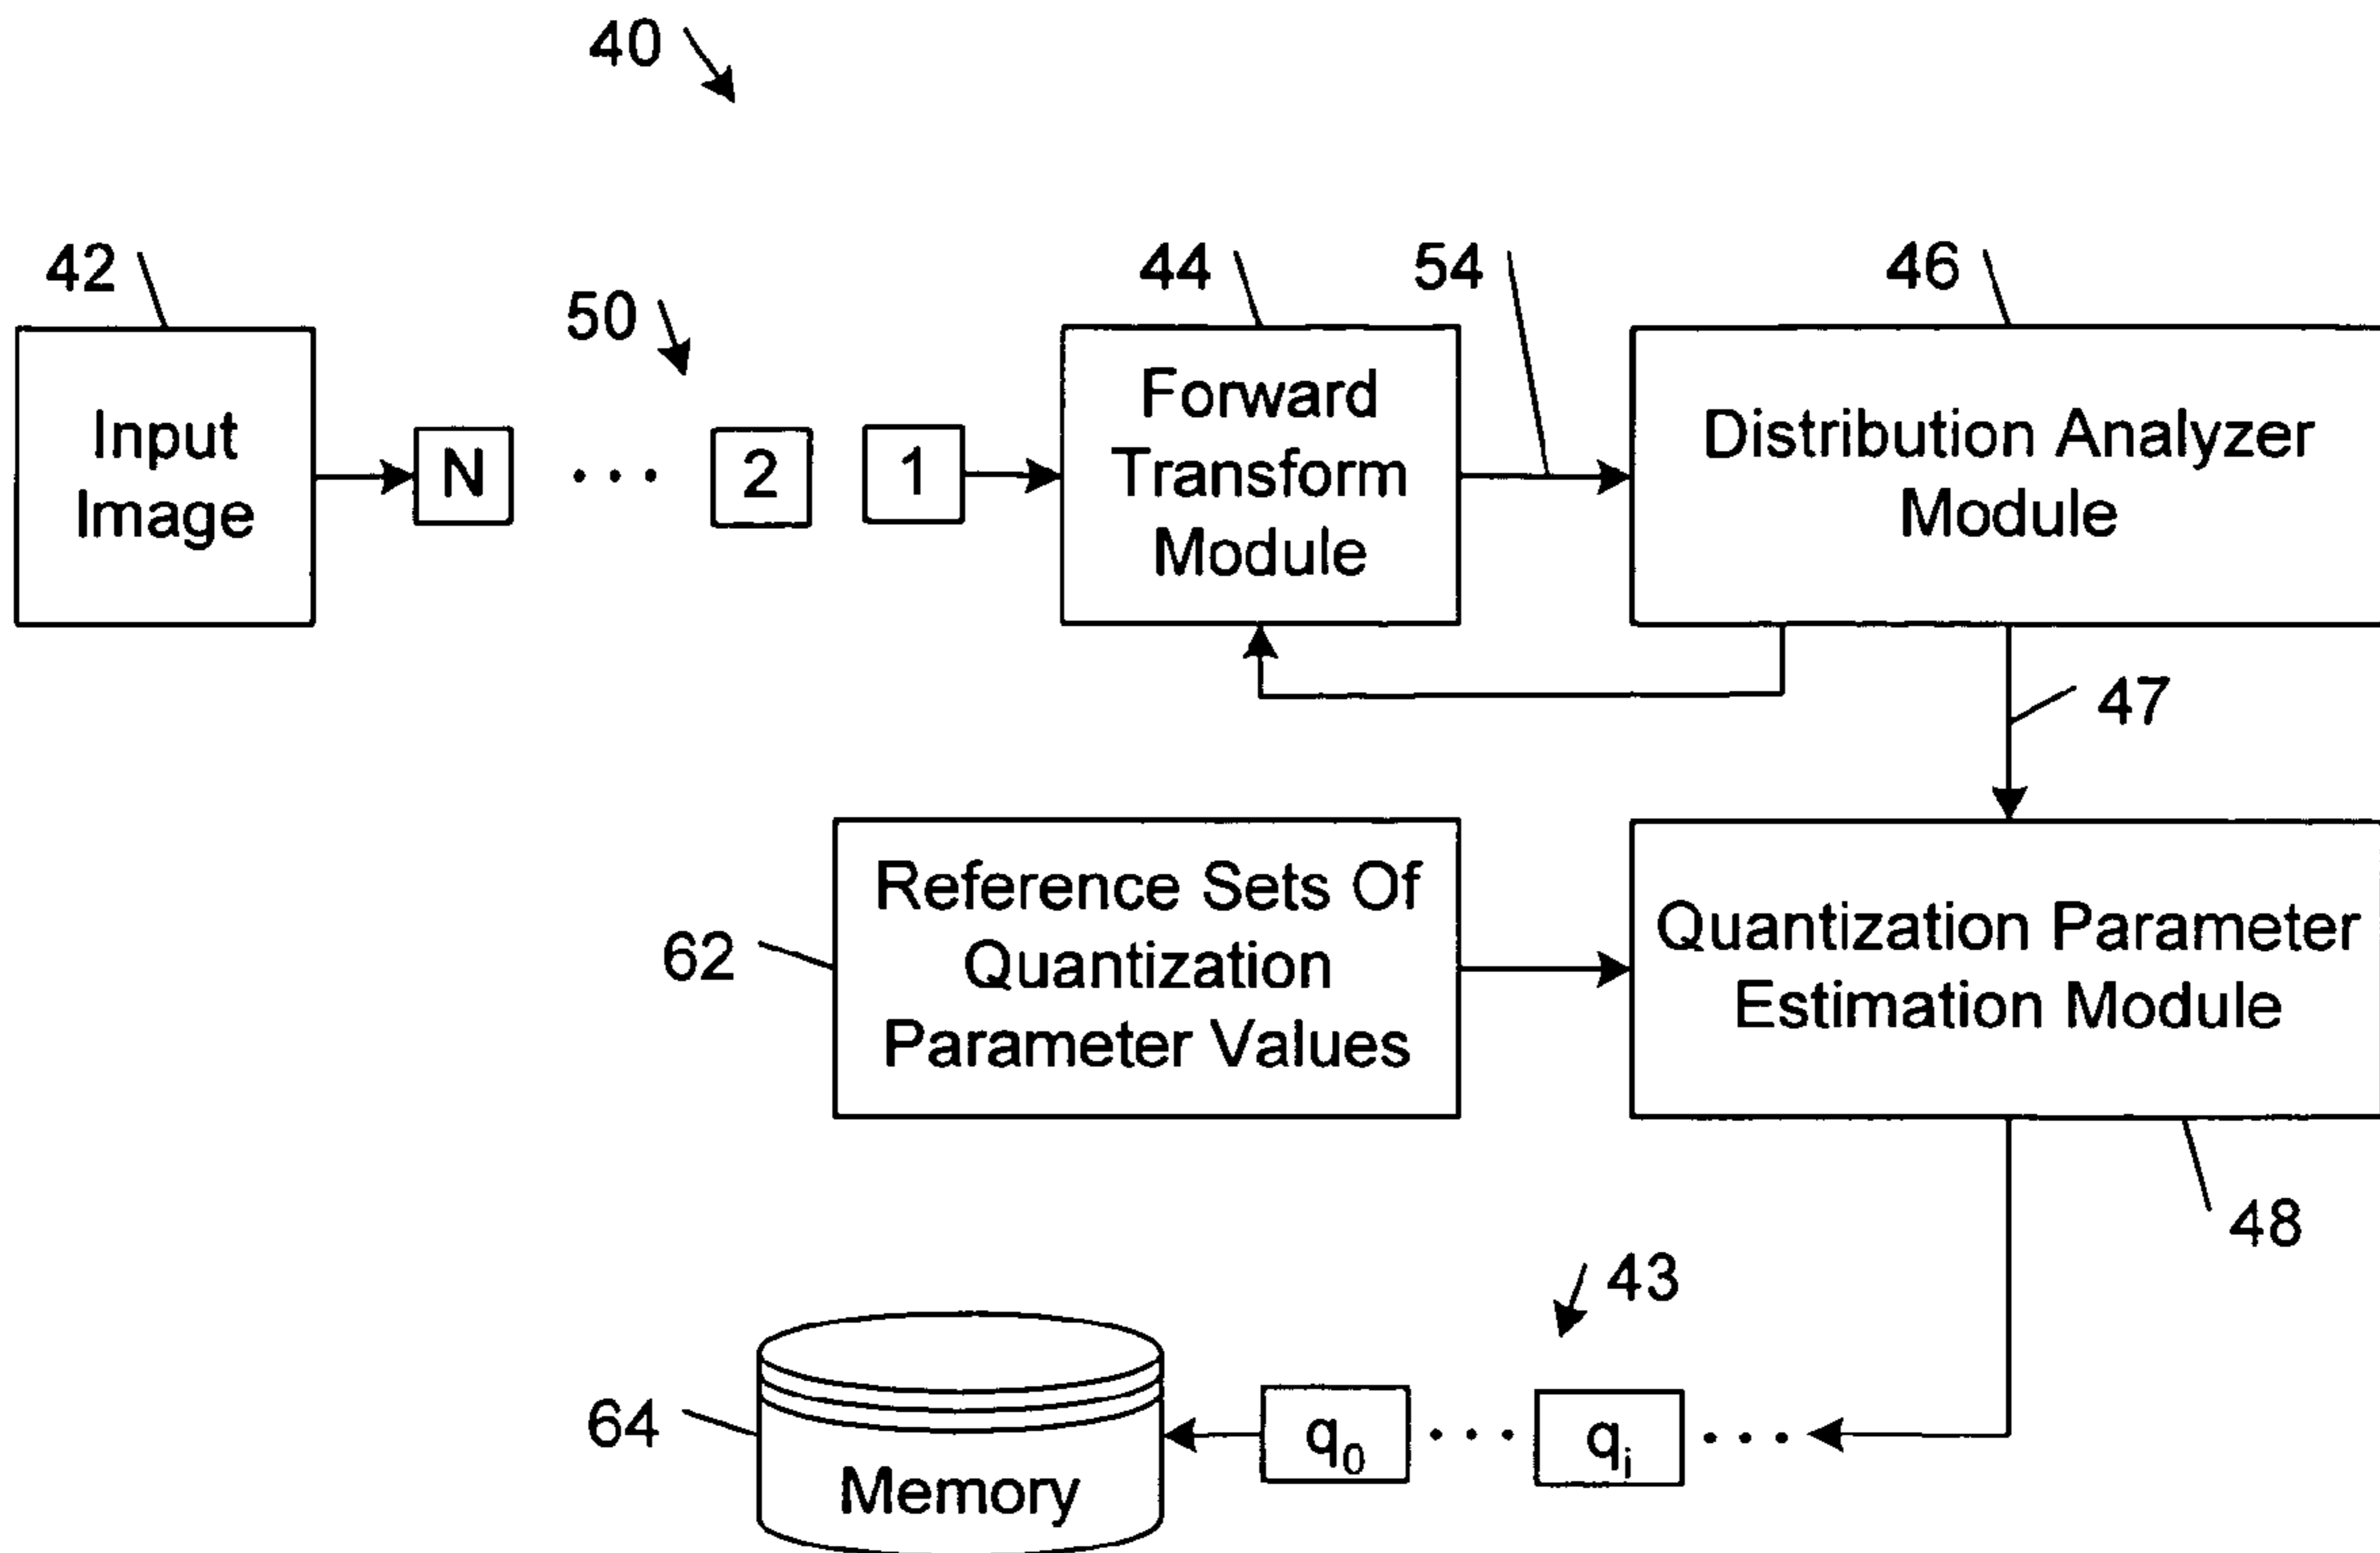 40
42
50
44
54
46
Input
Image
N
...
2
1
Forward
Transform
Module
Distribution Analyzer
Module
47
62
Reference Sets Of
Quantization
Parameter Values
Quantization Parameter
Estimation Module
48
43
64
Memory
q0
...
qi
...